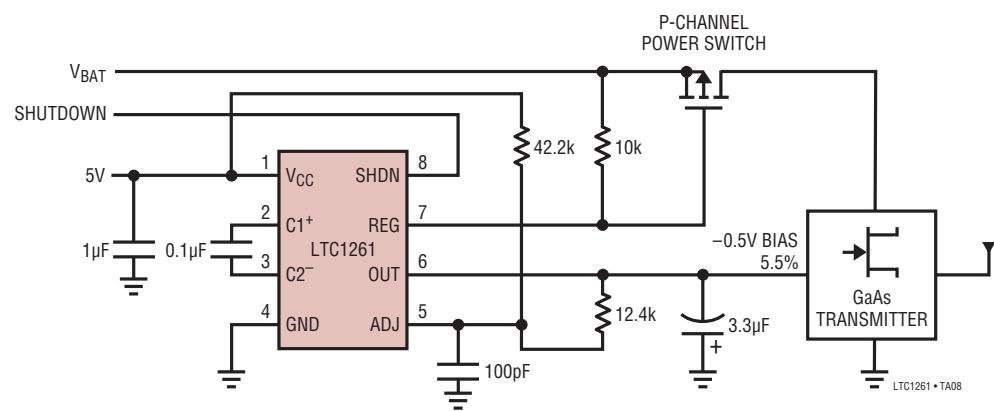 P-CHANNEL
POWER SWITCH
VBAT
SHUTDOWN
42.2k
10k
5V
1
VCC
SHDN
8
2
C1+
REG
7
1µF
0.1µF
LTC1261
–0.5V BIAS
5.5%
3
C2–
OUT
6
4
GND
ADJ
5
12.4k
3.3µF
+
GaAs
TRANSMITTER
100pF
LTC1261 • TA08